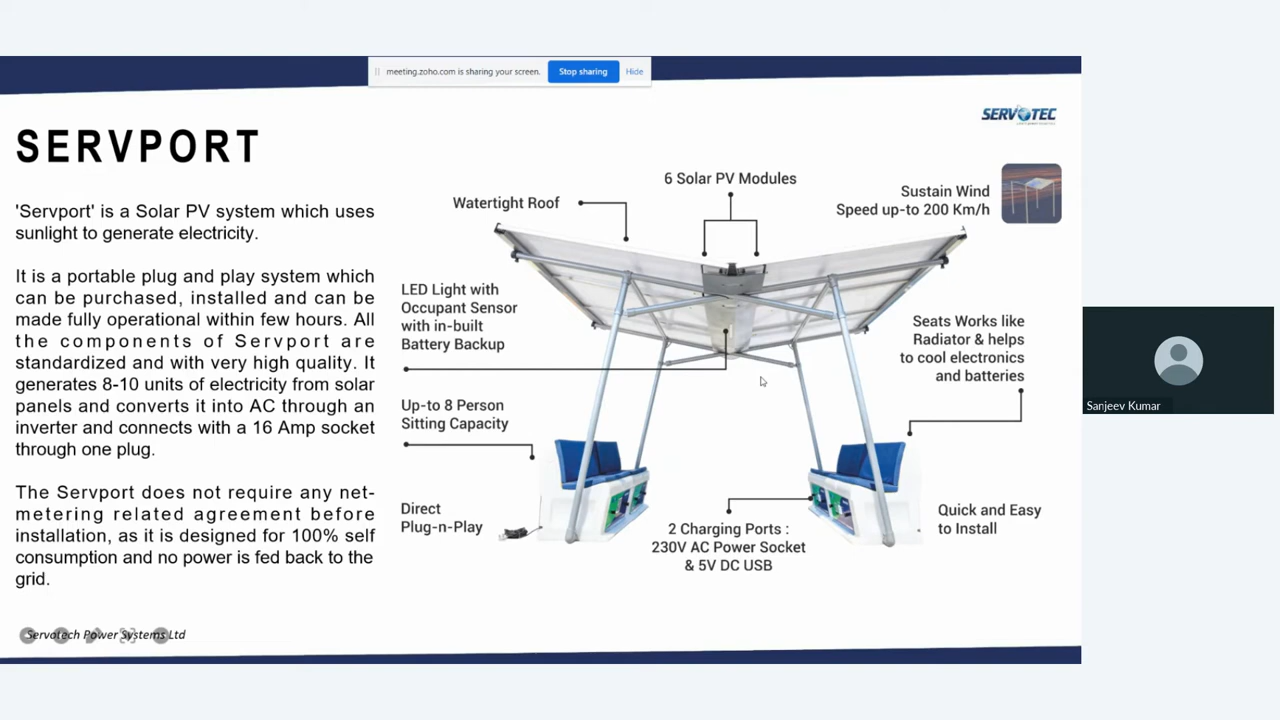 meeting.zoho.com is sharing your screen. Stop sharing Hide
SERVOTEC
SERVPORT
'Servport' is a Solar PV system which uses
sunlight to generate electricity.
It is a portable plug and play system which
can be purchased, installed and can be
made fully operational within few hours. All
the components of Servport are
standardized and with very high quality. It
generates 8-10 units of electricity from solar
panels and converts it into AC through an
inverter and connects with a 16 Amp socket
through one plug.
The Servport does not require any net-
metering related agreement before
installation, as it is designed for 100% self
consumption and no power is fed back to the
grid.
6 Solar PV Modules
Watertight Roof
Sustain Wind
Speed up-to 200 Km/h
LED Light with
Occupant Sensor
with in-built
Battery Backup
Seats Works like
Radiator & helps
to cool electronics
and batteries
Up-to 8 Person
Sitting Capacity
Direct
Plug-n-Play
2 Charging Ports :
230V AC Power Socket
& 5V DC USB
Quick and Easy
to Install
Servotech Power Systems Ltd
Sanjeev Kumar